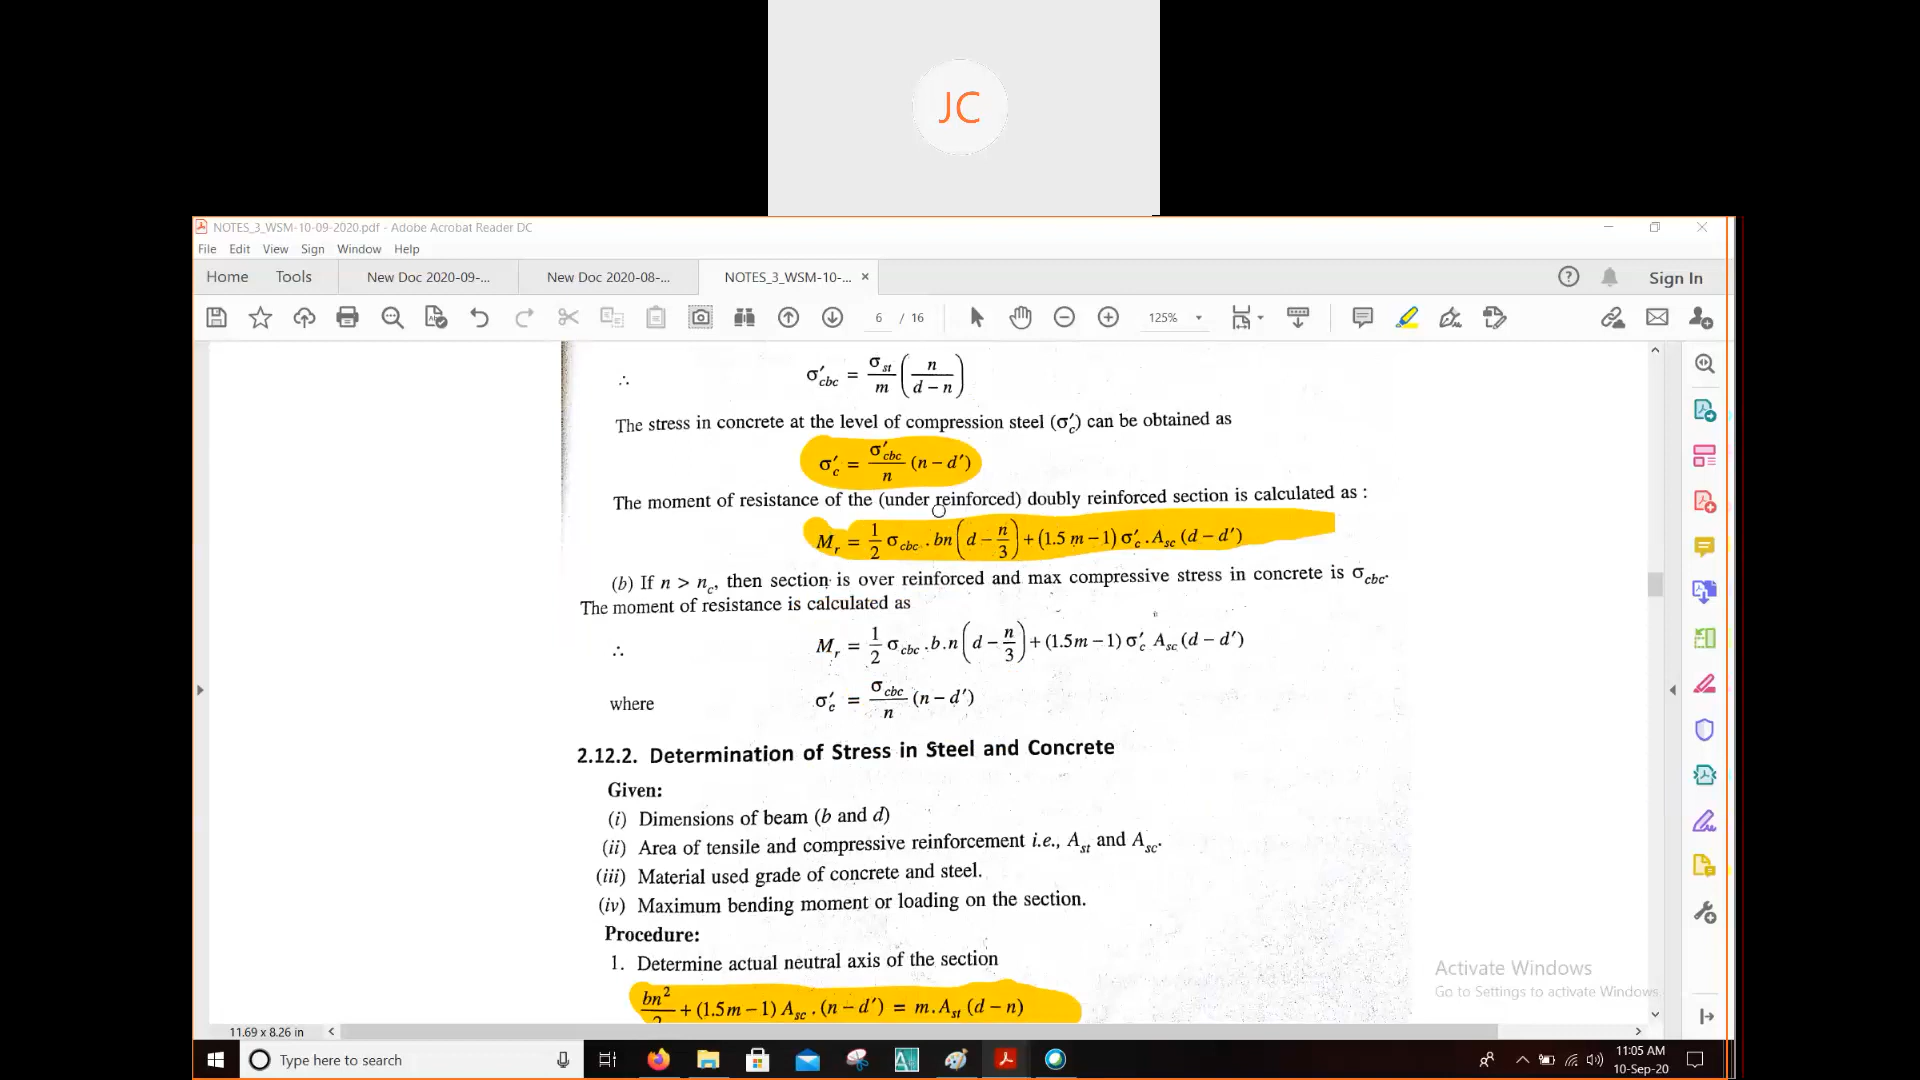 JC
NOTES_3_WSM-10-09-2020.pdf - Adobe Acrobat Reader DC
File Edit View Sign Window Help
Home Tools New Doc 2020-09-... New Doc 2020-08-... NOTES_3_WSM-10-... × Sign In
6 / 16 125%
∴ σ′cbc = σst/m (n/(d – n))
The stress in concrete at the level of compression steel (σ′c) can be obtained as
σ′c = σ′cbc/n (n – d′)
The moment of resistance of the (under reinforced) doubly reinforced section is calculated as :
Mr = 1/2 σcbc . bn (d – n/3) + (1.5 m – 1) σ′c . Asc (d – d′)
(b) If n > nc, then section is over reinforced and max compressive stress in concrete is σcbc.
The moment of resistance is calculated as
∴ Mr = 1/2 σcbc . b . n (d – n/3) + (1.5m – 1) σ′c Asc (d – d′)
where σ′c = σcbc/n (n – d′)
2.12.2. Determination of Stress in Steel and Concrete
Given:
(i) Dimensions of beam (b and d)
(ii) Area of tensile and compressive reinforcement i.e., Ast and Asc.
(iii) Material used grade of concrete and steel.
(iv) Maximum bending moment or loading on the section.
Procedure:
1. Determine actual neutral axis of the section
bn²/2 + (1.5m – 1) Asc . (n – d′) = m.Ast (d – n)
Activate Windows
Go to Settings to activate Windows
11.69 x 8.26 in
Type here to search
11:05 AM
10-Sep-20